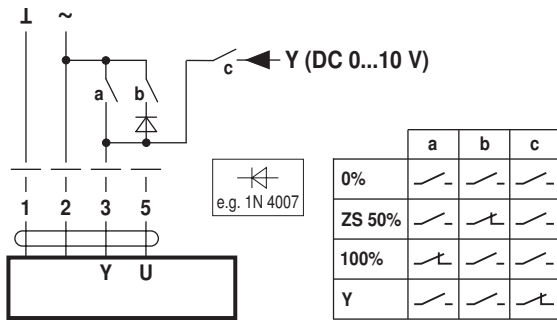 ⊥ ~
a b c Y (DC 0...10 V)
1 2 3 5
Y U
e.g. 1N 4007
a b c
0%
ZS 50%
100%
Y